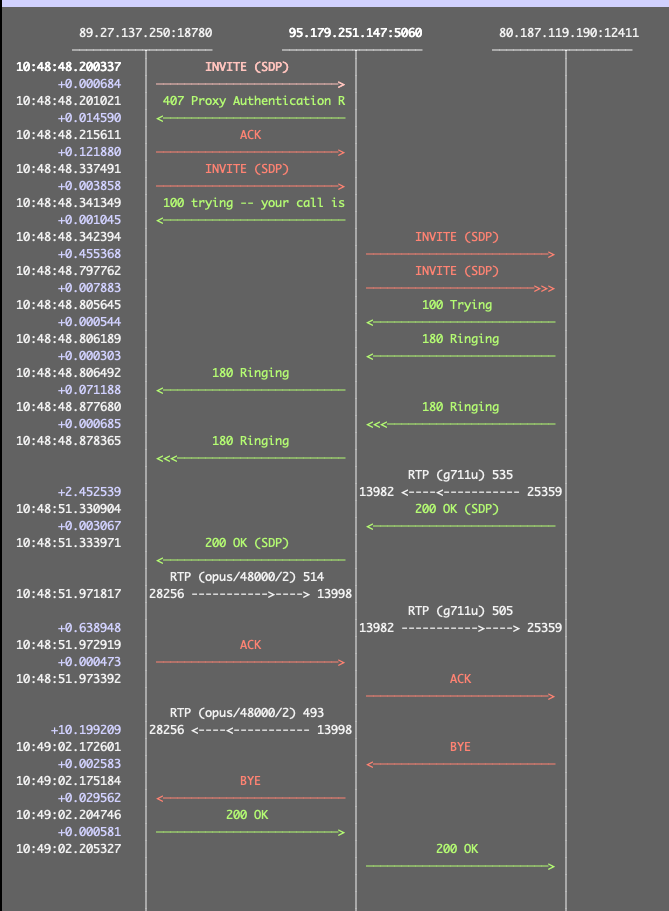 89.27.137.250:18780 95.179.251.147:5060 80.187.119.190:12411
10:48:48.200337 INVITE (SDP)
+0.000684
10:48:48.201021 407 Proxy Authentication R
+0.014590
10:48:48.215611 ACK
+0.121880
10:48:48.337491 INVITE (SDP)
+0.003858
10:48:48.341349 100 trying -- your call is
+0.001045
10:48:48.342394 INVITE (SDP)
+0.455368
10:48:48.797762 INVITE (SDP)
+0.007883 >>>
10:48:48.805645 100 Trying
+0.000544
10:48:48.806189 180 Ringing
+0.000303
10:48:48.806492 180 Ringing
+0.071188
10:48:48.877680 180 Ringing
+0.000685 <<<
10:48:48.878365 180 Ringing
<<<
RTP (g711u) 535
+2.452539 13982 <----<----------- 25359
10:48:51.330904 200 OK (SDP)
+0.003067
10:48:51.333971 200 OK (SDP)
RTP (opus/48000/2) 514
10:48:51.971817 28256 ----------->----> 13998
RTP (g711u) 505
+0.638948 13982 ----------->----> 25359
10:48:51.972919 ACK
+0.000473
10:48:51.973392 ACK
RTP (opus/48000/2) 493
+10.199209 28256 <----<----------- 13998
10:49:02.172601 BYE
+0.002583
10:49:02.175184 BYE
+0.029562
10:49:02.204746 200 OK
+0.000581
10:49:02.205327 200 OK